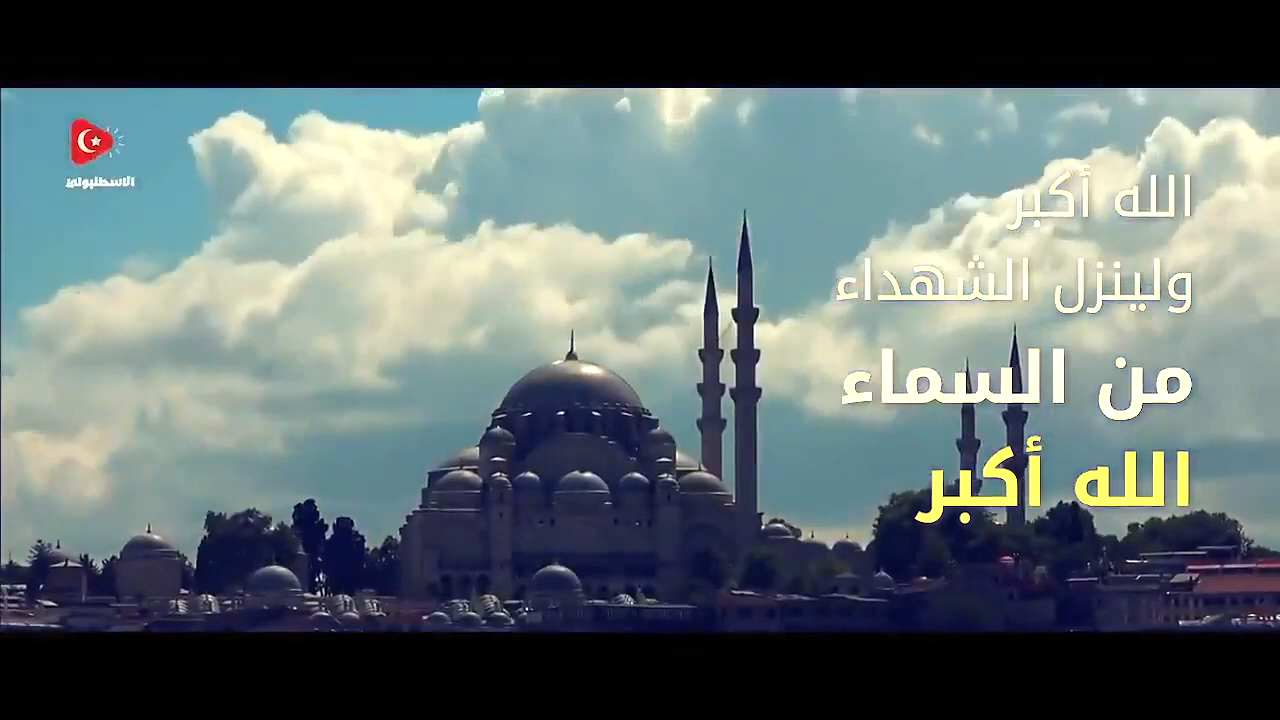 الاسطنبولي
الله أكبر
ولينزل الشهداء
من السماء
الله أكبر